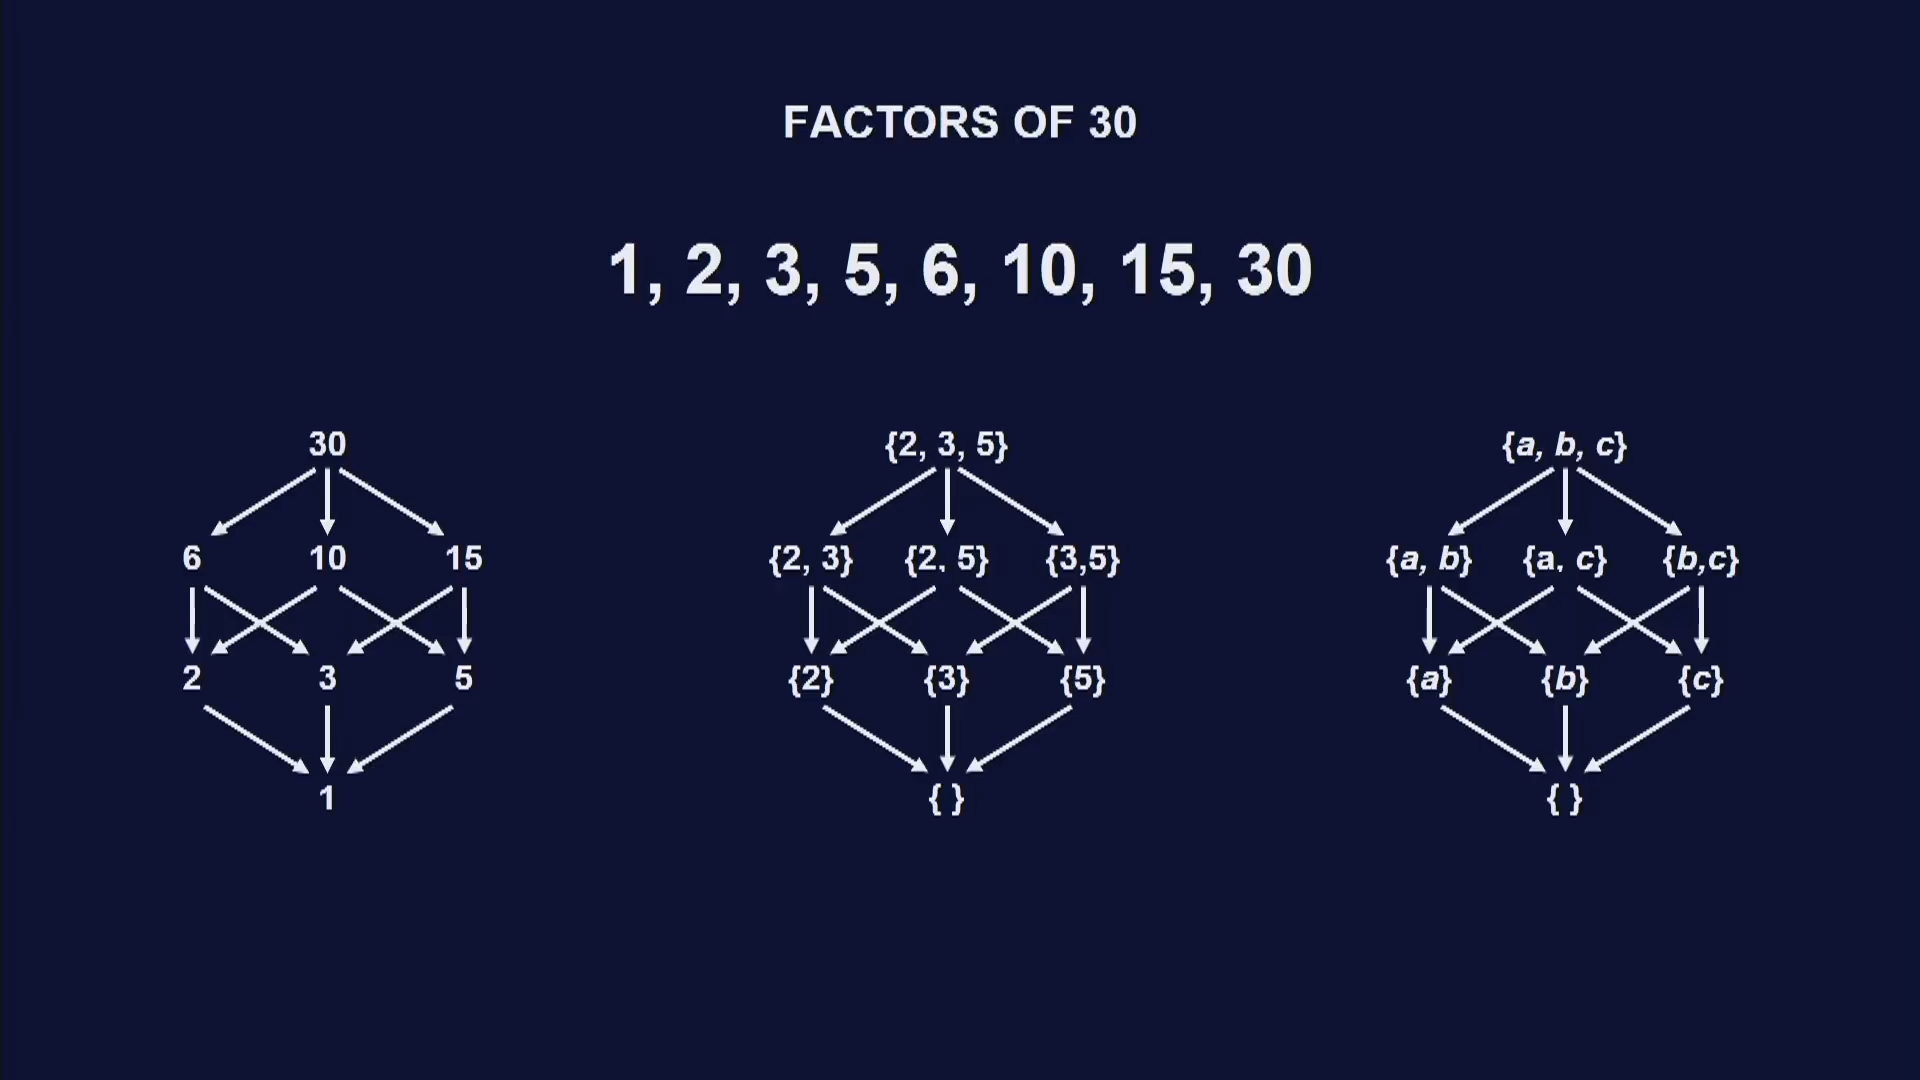 FACTORS OF 30
1, 2, 3, 5, 6, 10, 15, 30
30
6 10 15
2 3 5
1
{2, 3, 5}
{2, 3} {2, 5} {3,5}
{2} {3} {5}
{ }
{a, b, c}
{a, b} {a, c} {b,c}
{a} {b} {c}
{ }